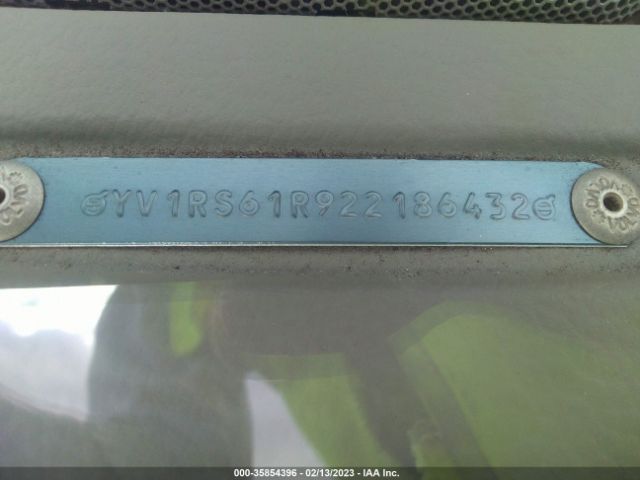 YV1RS61R922186432
000-35854396 - 02/13/2023 - IAA Inc.